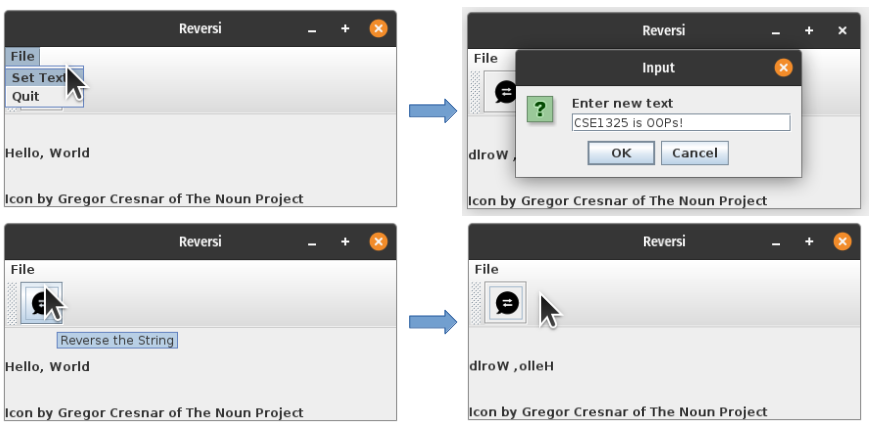 Reversi
File
Set Text
Quit
Hello, World
Icon by Gregor Cresnar of The Noun Project
Reversi
File
Input
Enter new text
CSE1325 is OOPs!
OK Cancel
dlroW ,
Icon by Gregor Cresnar of The Noun Project
Reversi
File
Reverse the String
Hello, World
Icon by Gregor Cresnar of The Noun Project
Reversi
File
dlroW ,olleH
Icon by Gregor Cresnar of The Noun Project